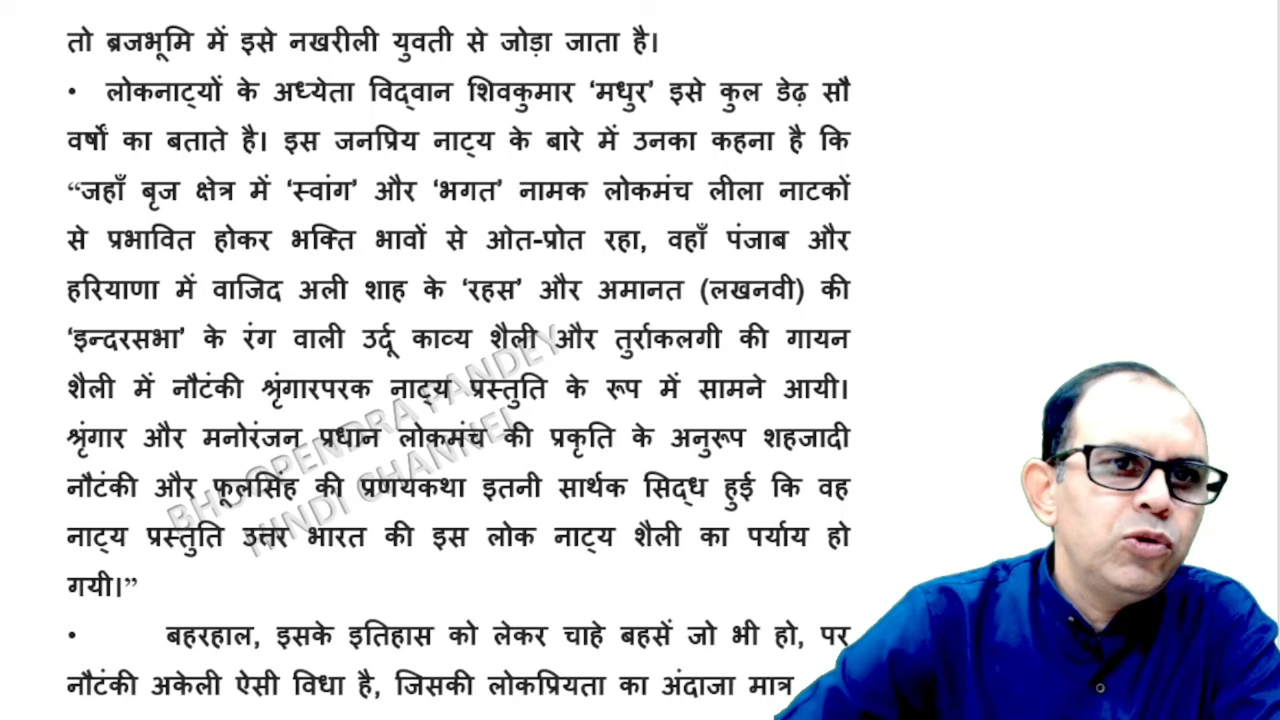 तो ब्रजभूमि में इसे नखरीली युवती से जोड़ा जाता है।
• लोकनाट्यों के अध्येता विद्वान शिवकुमार ‘मधुर’ इसे कुल डेढ़ सौ
वर्षों का बताते है। इस जनप्रिय नाट्य के बारे में उनका कहना है कि
“जहाँ बृज क्षेत्र में ‘स्वांग’ और ‘भगत’ नामक लोकमंच लीला नाटकों
से प्रभावित होकर भक्ति भावों से ओत-प्रोत रहा, वहाँ पंजाब और
हरियाणा में वाजिद अली शाह के ‘रहस’ और अमानत (लखनवी) की
‘इन्दरसभा’ के रंग वाली उर्दू काव्य शैली और तुर्राकलगी की गायन
शैली में नौटंकी श्रृंगारपरक नाट्य प्रस्तुति के रूप में सामने आयी।
श्रृंगार और मनोरंजन प्रधान लोकमंच की प्रकृति के अनुरूप शहजादी
नौटंकी और फूलसिंह की प्रणयकथा इतनी सार्थक सिद्ध हुई कि वह
नाट्य प्रस्तुति उत्तर भारत की इस लोक नाट्य शैली का पर्याय हो
गयी।”
• बहरहाल, इसके इतिहास को लेकर चाहे बहसें जो भी हो, पर
नौटंकी अकेली ऐसी विधा है, जिसकी लोकप्रियता का अंदाजा मात्र
BHOOPENDRA PANDEY
HINDI CHANNEL